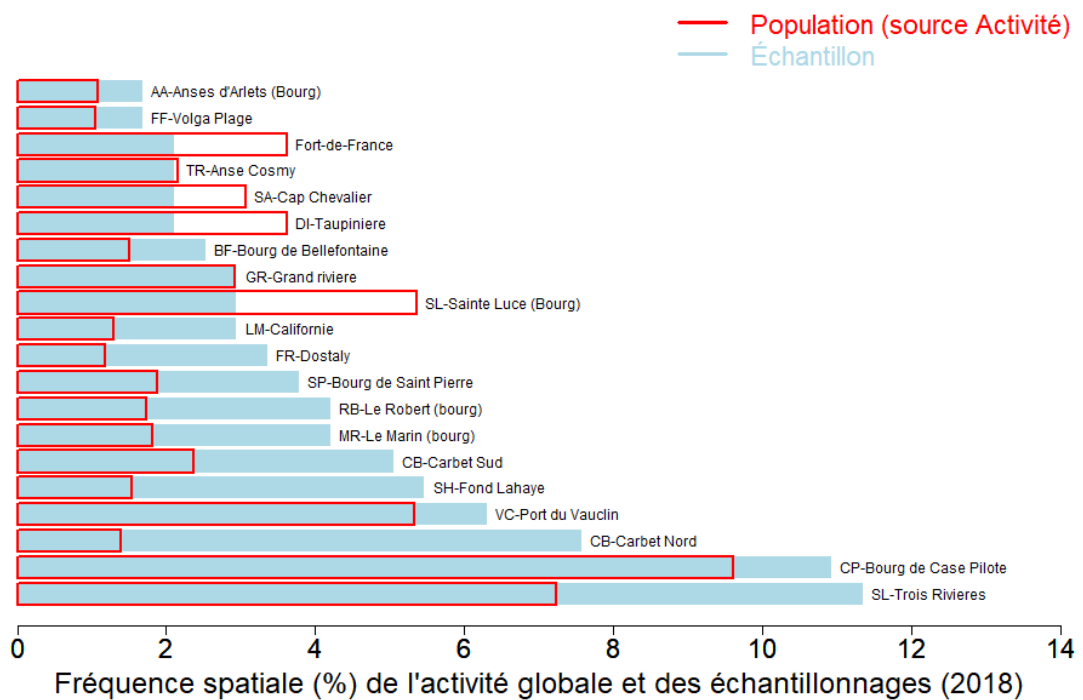 Population (source Activité)
Échantillon
AA-Anses d'Arlets (Bourg)
FF-Volga Plage
Fort-de-France
TR-Anse Cosmy
SA-Cap Chevalier
DI-Taupiniere
BF-Bourg de Bellefontaine
GR-Grand riviere
SL-Sainte Luce (Bourg)
LM-Californie
FR-Dostaly
SP-Bourg de Saint Pierre
RB-Le Robert (bourg)
MR-Le Marin (bourg)
CB-Carbet Sud
SH-Fond Lahaye
VC-Port du Vauclin
CB-Carbet Nord
CP-Bourg de Case Pilote
SL-Trois Rivieres
0 2 4 6 8 10 12 14
Fréquence spatiale (%) de l'activité globale et des échantillonnages (2018)